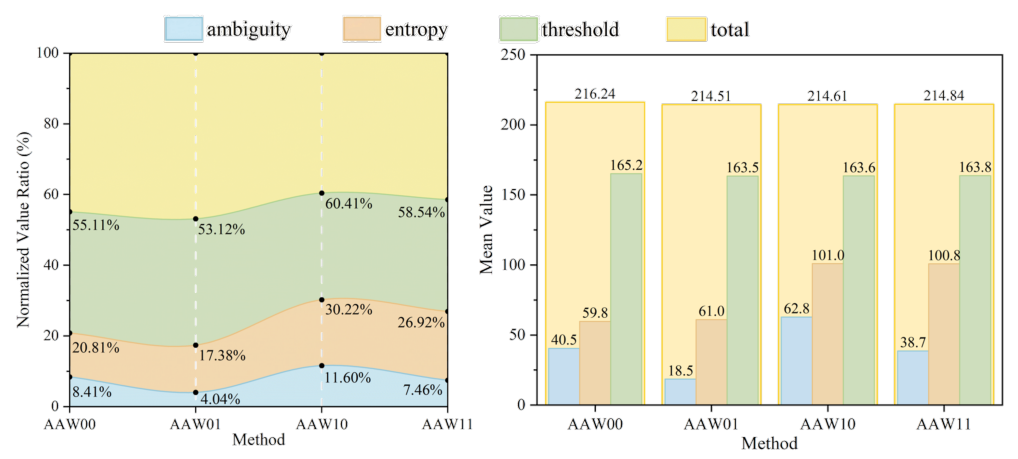 ambiguity entropy threshold total
100
80
60
40
20
0
Normalized Value Ratio (%)
55.11%
53.12%
60.41%
58.54%
20.81%
17.38%
30.22%
26.92%
8.41%
4.04%
11.60%
7.46%
AAW00 AAW01 AAW10 AAW11
Method
250
200
150
100
50
0
Mean Value
216.24 214.51 214.61 214.84
165.2 163.5 163.6 163.8
59.8 61.0 101.0 100.8
40.5 18.5 62.8 38.7
AAW00 AAW01 AAW10 AAW11
Method